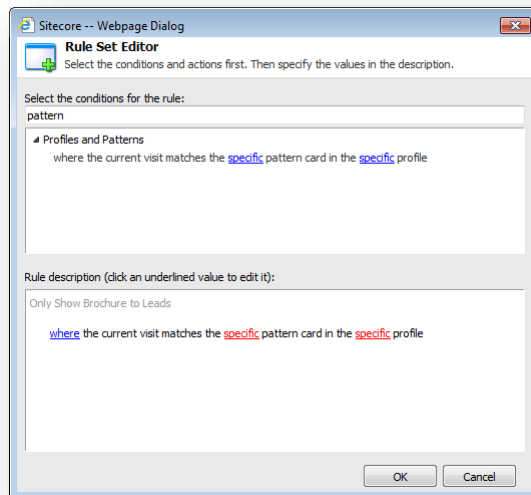 Sitecore -- Webpage Dialog
Rule Set Editor
Select the conditions and actions first. Then specify the values in the description.
Select the conditions for the rule:
pattern
Profiles and Patterns
where the current visit matches the specific pattern card in the specific profile
Rule description (click an underlined value to edit it):
Only Show Brochure to Leads
where the current visit matches the specific pattern card in the specific profile
OK Cancel